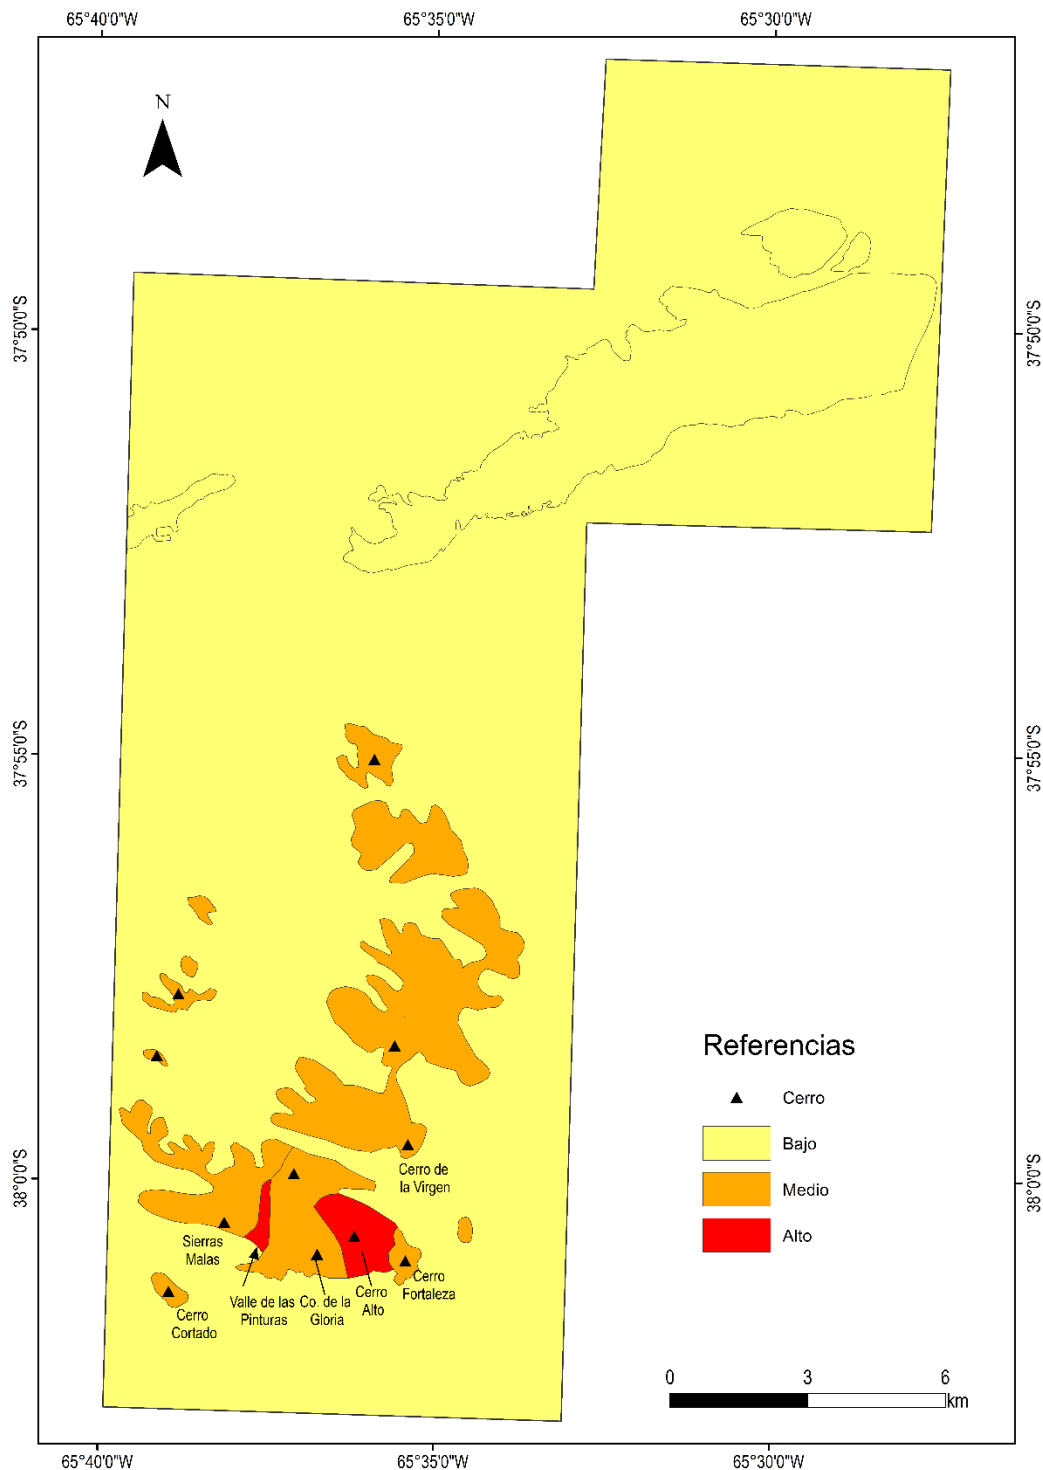 65°40'0"W 65°35'0"W 65°30'0"W
N
37°50'0"S 37°50'0"S
37°55'0"S 37°55'0"S
Referencias
Cerro
Bajo
Medio
Alto
Cerro de
la Virgen
38°0'0"S 38°0'0"S
Sierras
Malas
Valle de las
Pinturas
Co. de la
Gloria
Cerro
Alto
Cerro
Fortaleza
Cerro
Cortado
0 3 6
km
65°40'0"W 65°35'0"W 65°30'0"W